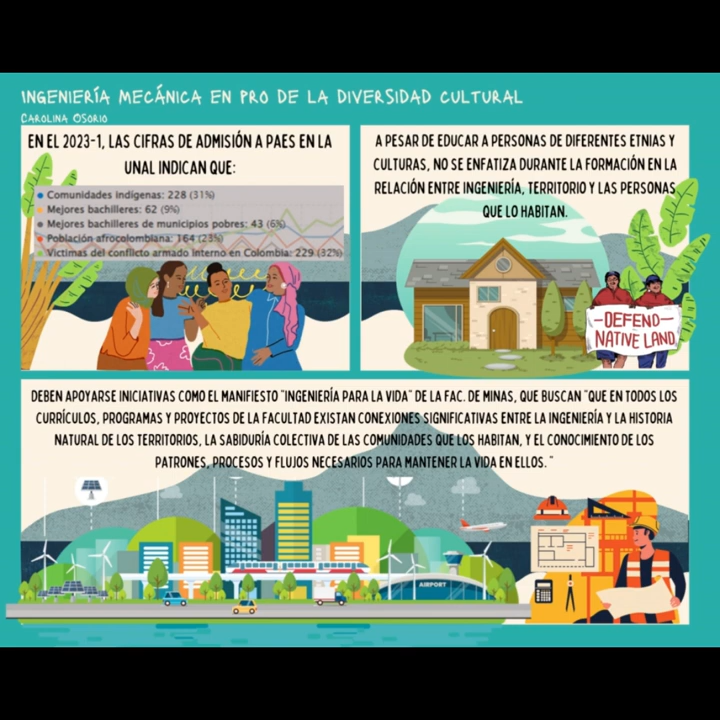 INGENIERÍA MECÁNICA EN PRO DE LA DIVERSIDAD CULTURAL
CAROLINA OSORIO
EN EL 2023-1, LAS CIFRAS DE ADMISIÓN A PAES EN LA
UNAL INDICAN QUE:
Comunidades indígenas: 228 (31%)
Mejores bachilleres: 62 (9%)
Mejores bachilleres de municipios pobres: 43 (6%)
Población afrocolombiana: 164 (23%)
Víctimas del conflicto armado interno en Colombia: 229 (32%)
A PESAR DE EDUCAR A PERSONAS DE DIFERENTES ETNIAS Y
CULTURAS, NO SE ENFATIZA DURANTE LA FORMACIÓN EN LA
RELACIÓN ENTRE INGENIERÍA, TERRITORIO Y LAS PERSONAS
QUE LO HABITAN.
-DEFEND-
NATIVE LAND
DEBEN APOYARSE INICIATIVAS COMO EL MANIFIESTO "INGENIERÍA PARA LA VIDA" DE LA FAC. DE MINAS, QUE BUSCAN "QUE EN TODOS LOS
CURRÍCULOS, PROGRAMAS Y PROYECTOS DE LA FACULTAD EXISTAN CONEXIONES SIGNIFICATIVAS ENTRE LA INGENIERÍA Y LA HISTORIA
NATURAL DE LOS TERRITORIOS, LA SABIDURÍA COLECTIVA DE LAS COMUNIDADES QUE LOS HABITAN, Y EL CONOCIMIENTO DE LOS
PATRONES, PROCESOS Y FLUJOS NECESARIOS PARA MANTENER LA VIDA EN ELLOS. "
AIRPORT